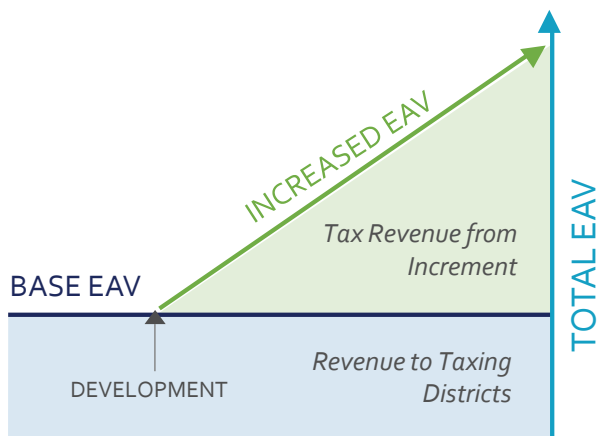 INCREASED EAV
Tax Revenue from
Increment
BASE EAV
TOTAL EAV
DEVELOPMENT
Revenue to Taxing
Districts